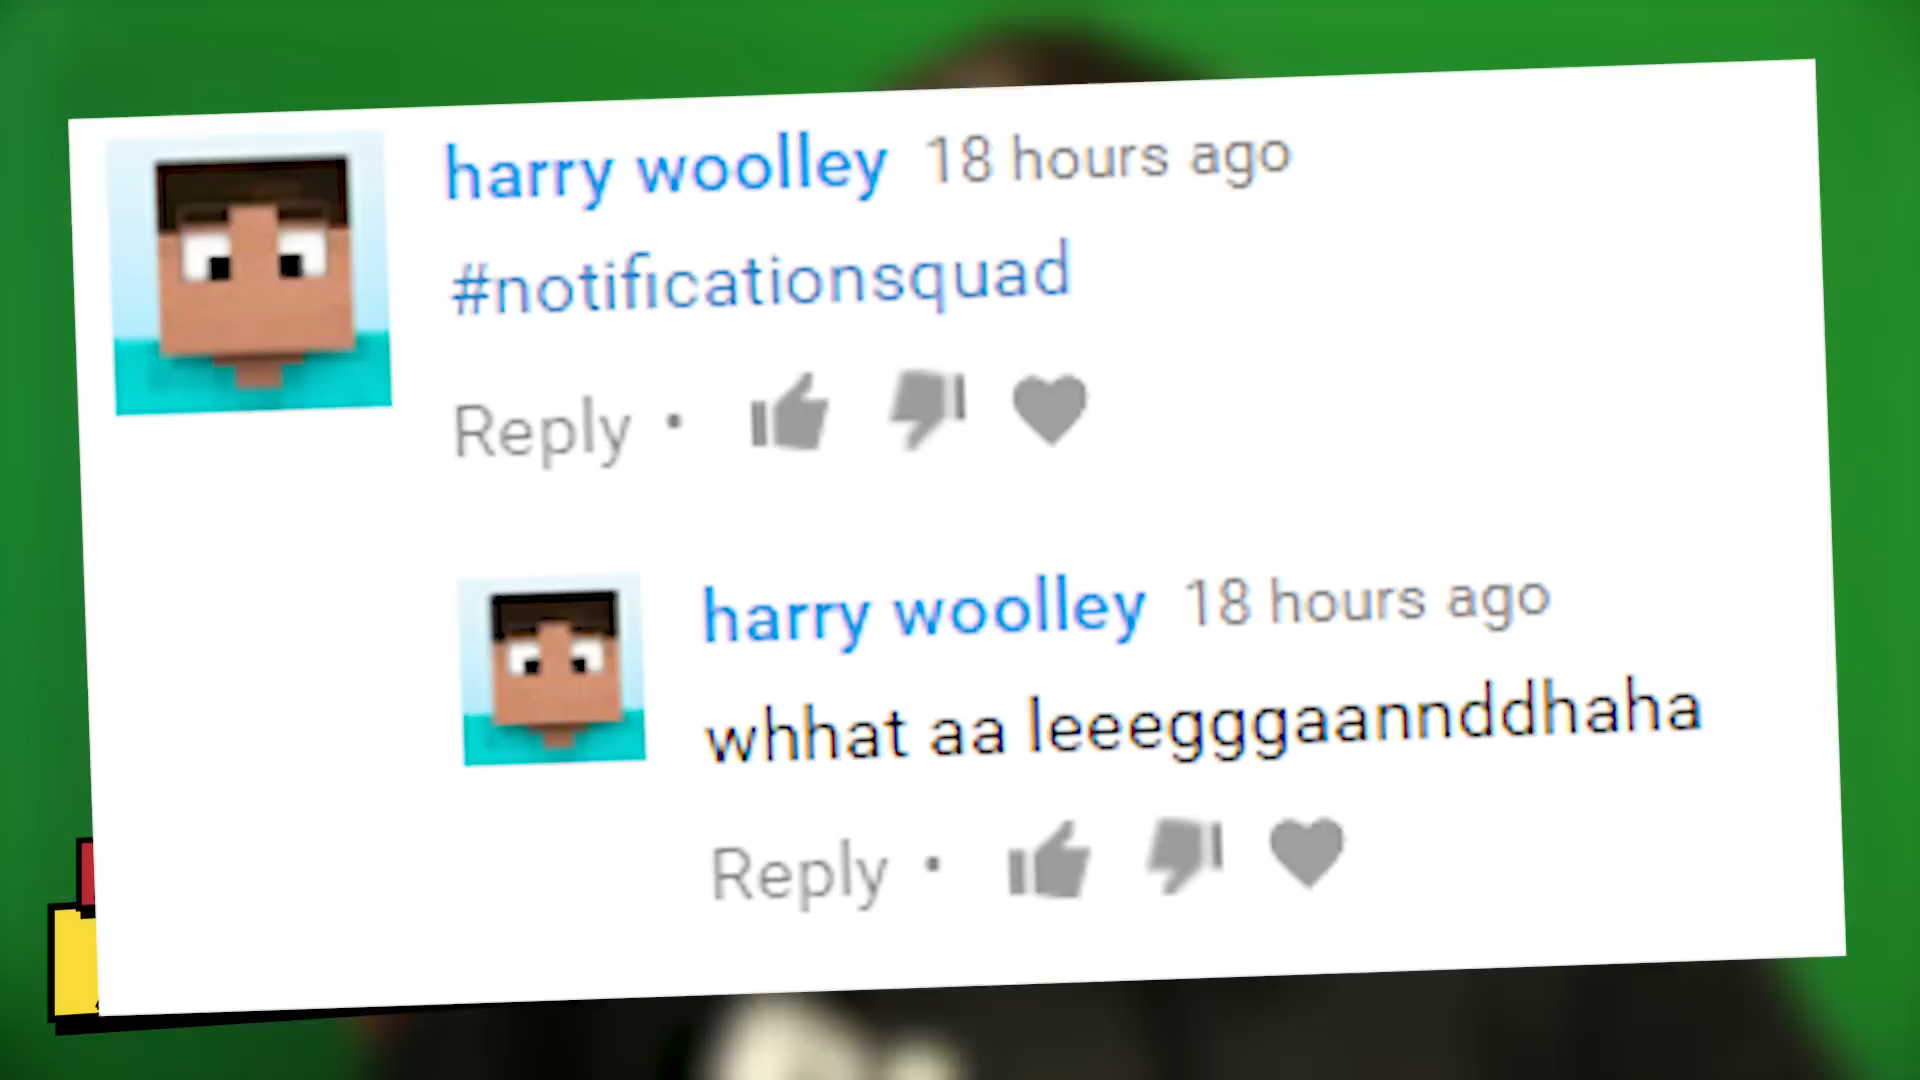 harry woolley 18 hours ago
#notificationsquad
Reply •
harry woolley 18 hours ago
whhat aa leeegggaannddhaha
Reply •